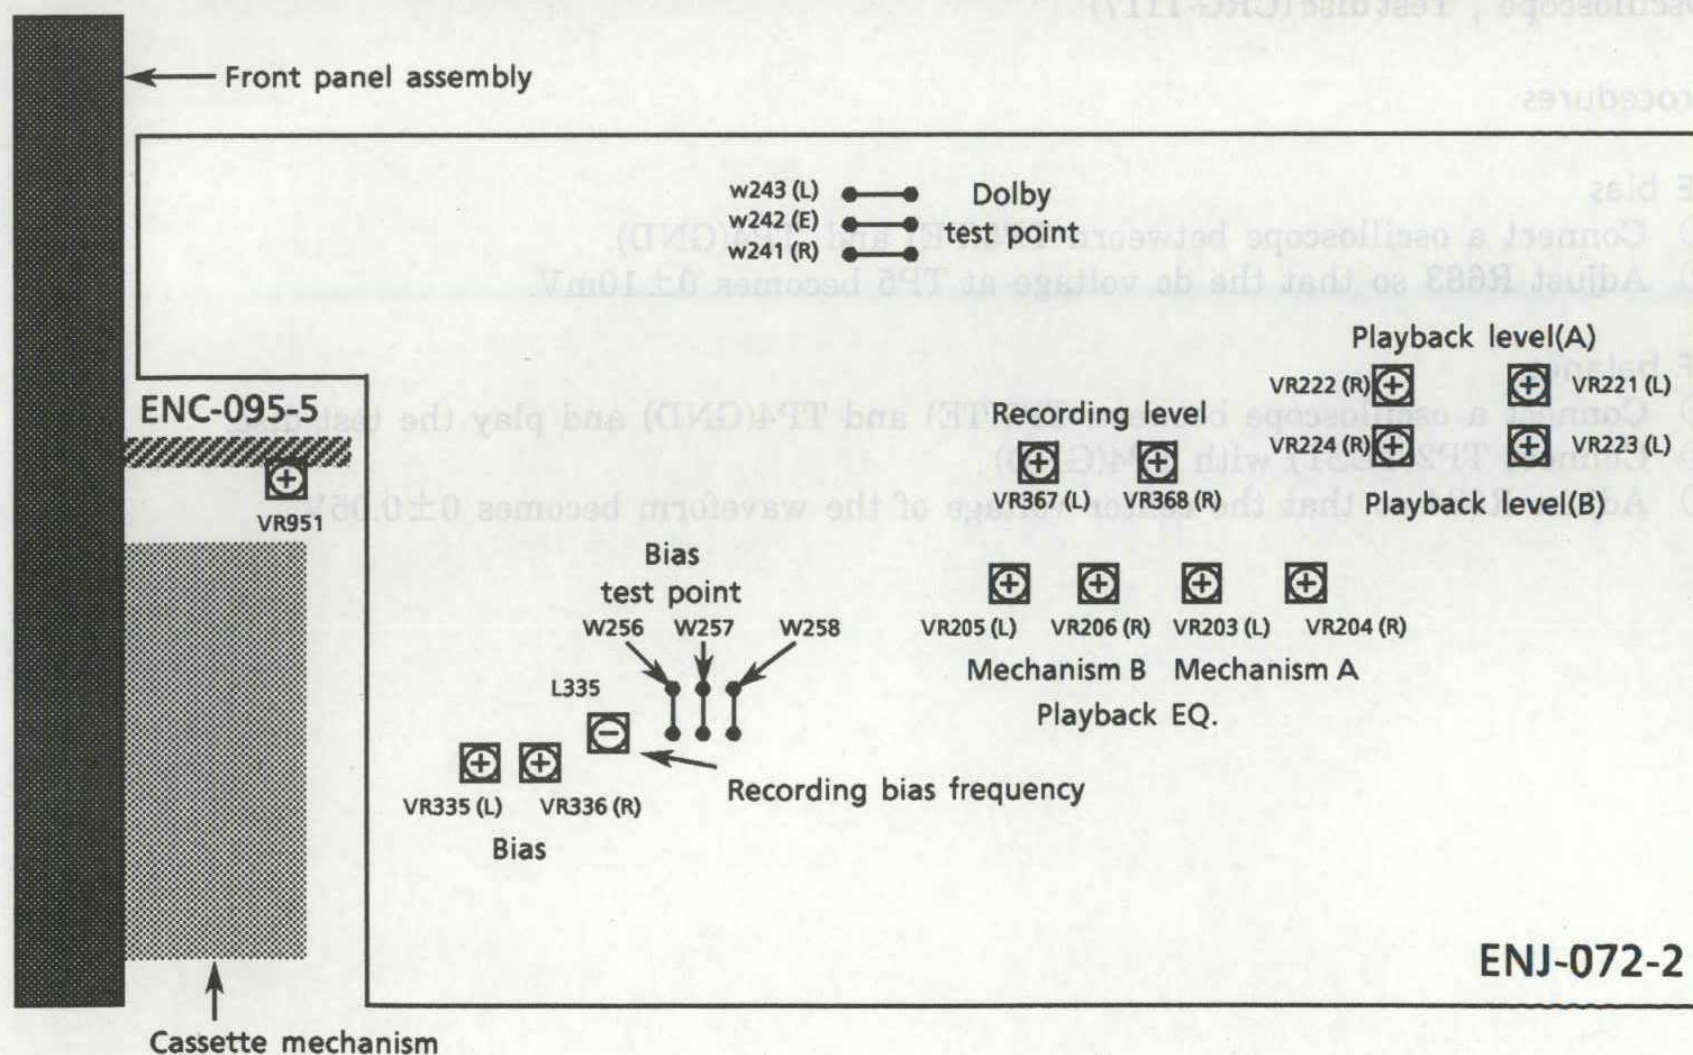 Front panel assembly
w243 (L)
w242 (E)
w241 (R)
Dolby
test point
ENC-095-5
VR951
Playback level(A)
VR222 (R)
VR221 (L)
VR224 (R)
VR223 (L)
Playback level(B)
Recording level
VR367 (L)
VR368 (R)
Bias
test point
W256
W257
W258
L335
VR205 (L)
VR206 (R)
VR203 (L)
VR204 (R)
Mechanism B
Mechanism A
Playback EQ.
VR335 (L)
VR336 (R)
Bias
Recording bias frequency
ENJ-072-2
Cassette mechanism